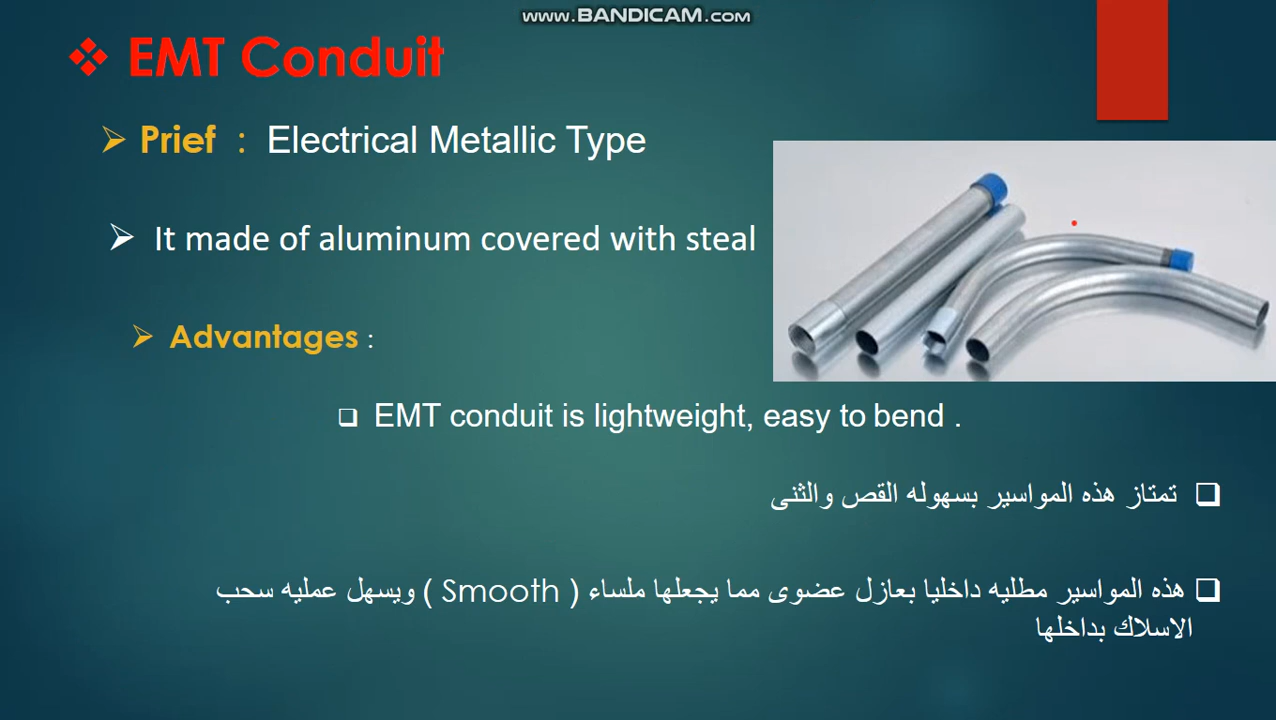 www.BANDICAM.com
❖ EMT Conduit
➢ Prief : Electrical Metallic Type
➢ It made of aluminum covered with steal
➢ Advantages :
❑ EMT conduit is lightweight, easy to bend .
❑ تمتاز هذه المواسير بسهوله القص والثنى
❑ هذه المواسير مطليه داخليا بعازل عضوى مما يجعلها ملساء ( Smooth ) ويسهل عمليه سحب
الاسلاك بداخلها